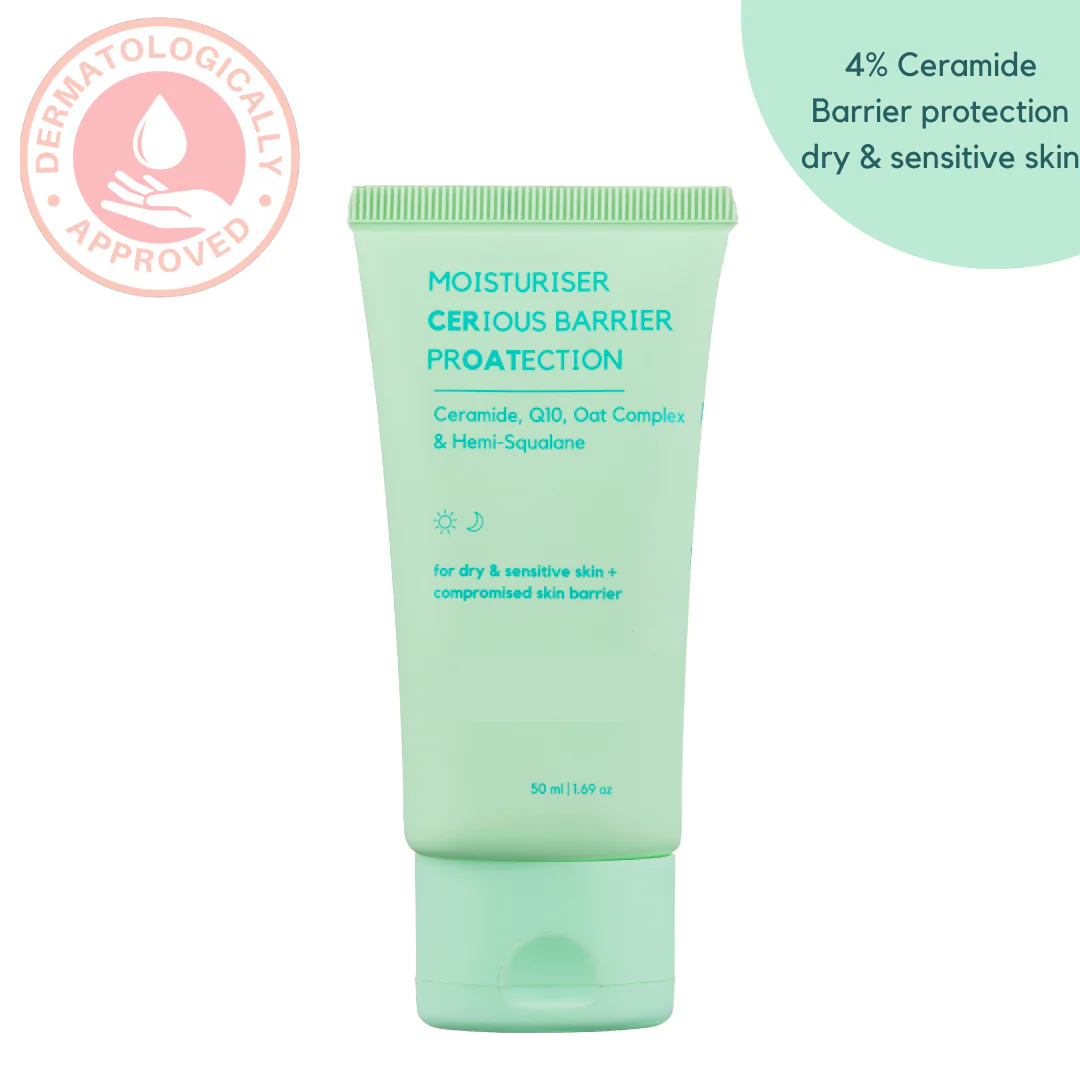 DERMATOLOGICALLY
APPROVED
4% Ceramide
Barrier protection
dry & sensitive skin
MOISTURISER
CERIOUS BARRIER
PROATECTION
Ceramide, Q10, Oat Complex
& Hemi-Squalane
for dry & sensitive skin +
compromised skin barrier
50 ml | 1.69 oz